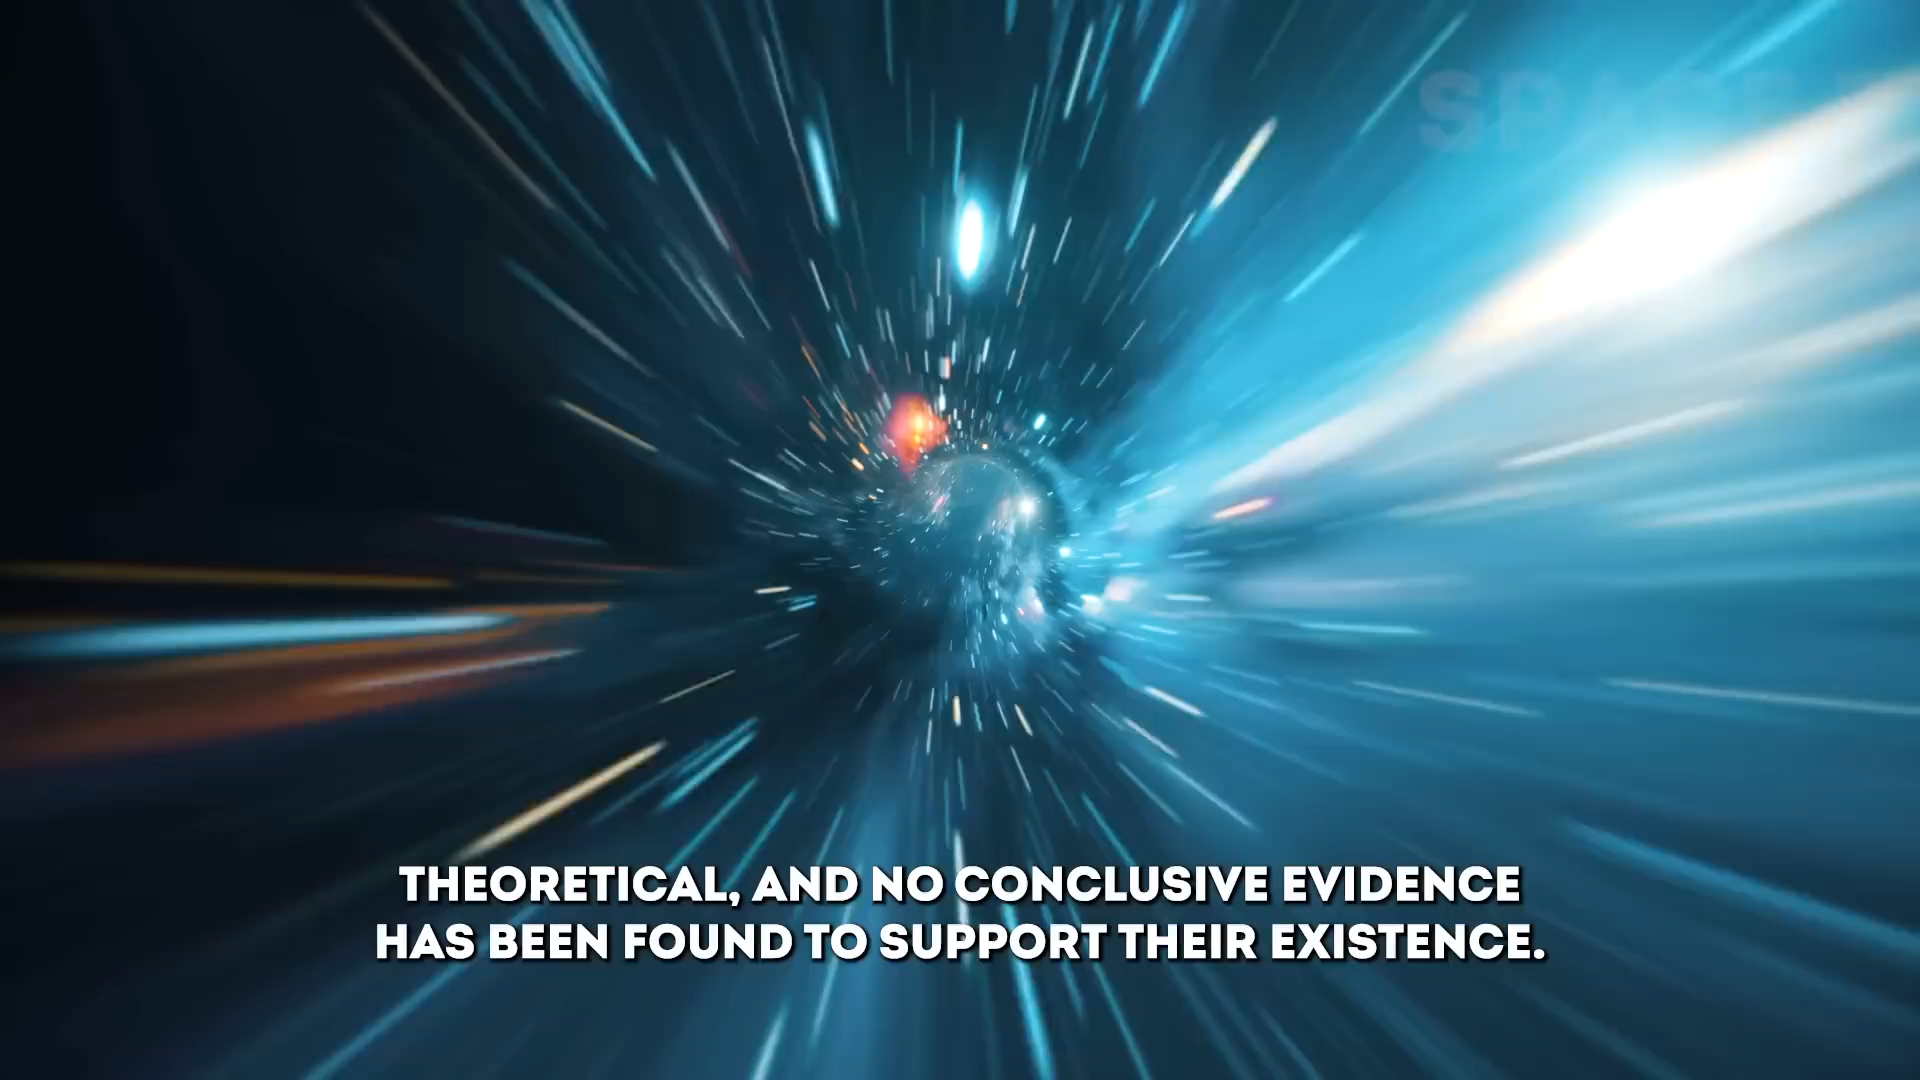 THEORETICAL, AND NO CONCLUSIVE EVIDENCE
HAS BEEN FOUND TO SUPPORT THEIR EXISTENCE.